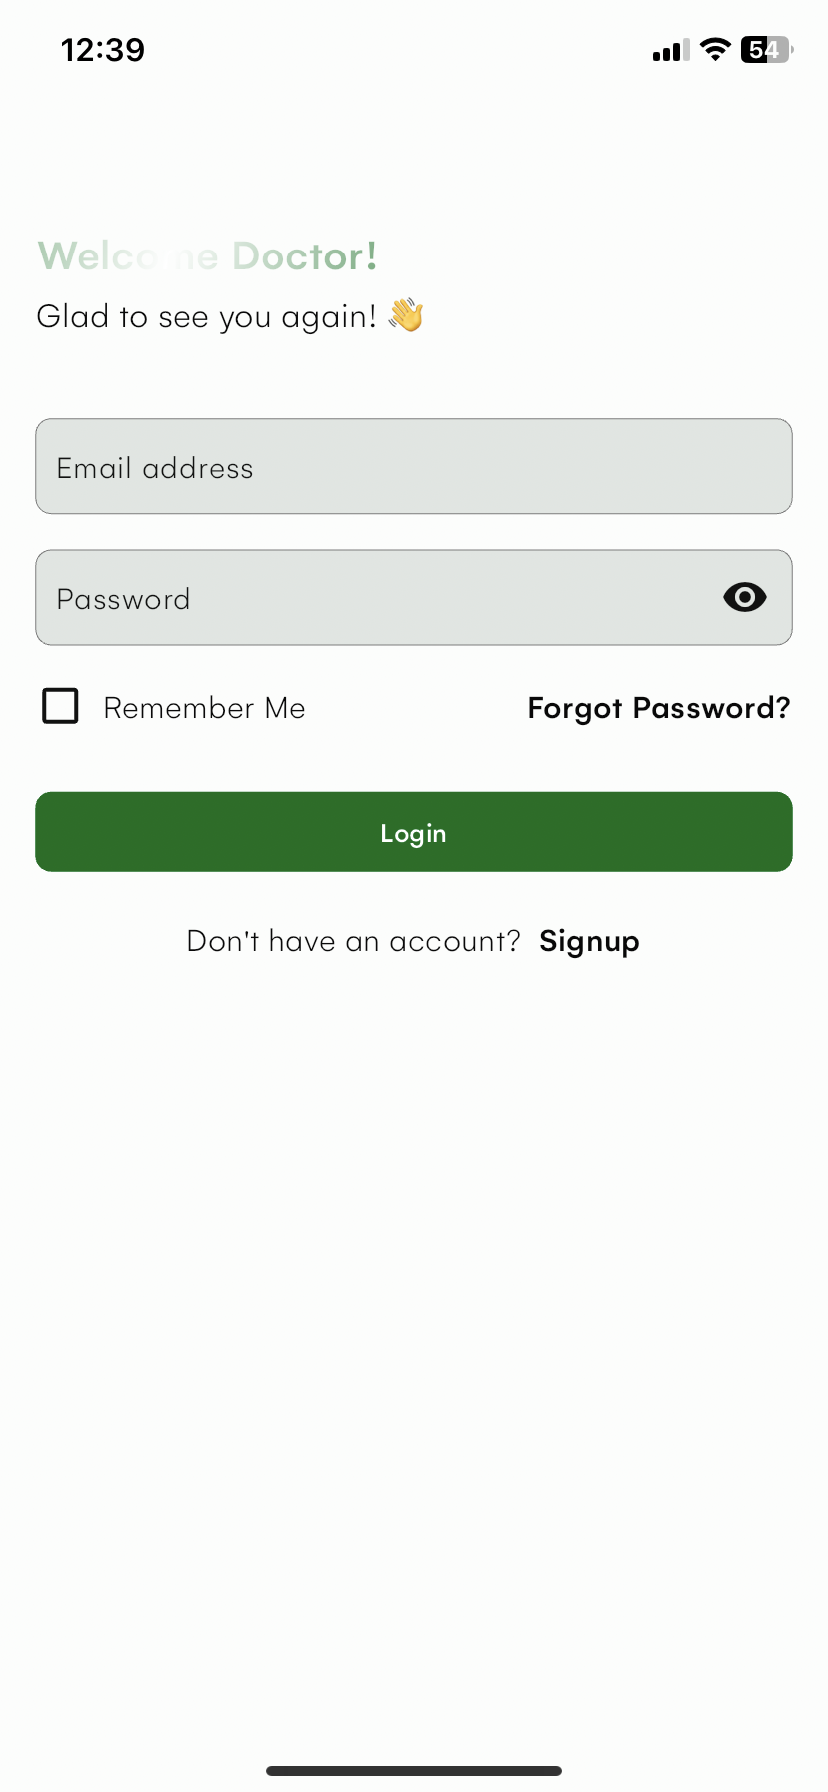 12:39
54
Welcome Doctor!
Glad to see you again! 👋
Email address
Password
Remember Me
Forgot Password?
Login
Don't have an account? Signup